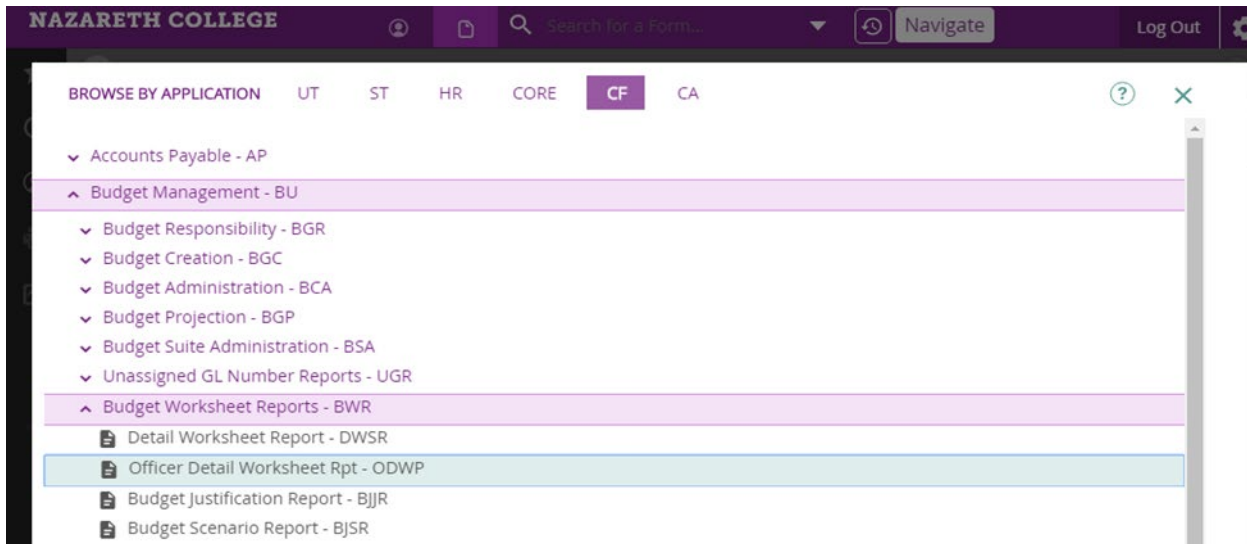 NAZARETH COLLEGE Search for a Form... Navigate Log Out
BROWSE BY APPLICATION UT ST HR CORE CF CA ?
Accounts Payable - AP
Budget Management - BU
Budget Responsibility - BGR
Budget Creation - BGC
Budget Administration - BCA
Budget Projection - BGP
Budget Suite Administration - BSA
Unassigned GL Number Reports - UGR
Budget Worksheet Reports - BWR
Detail Worksheet Report - DWSR
Officer Detail Worksheet Rpt - ODWP
Budget Justification Report - BJJR
Budget Scenario Report - BJSR